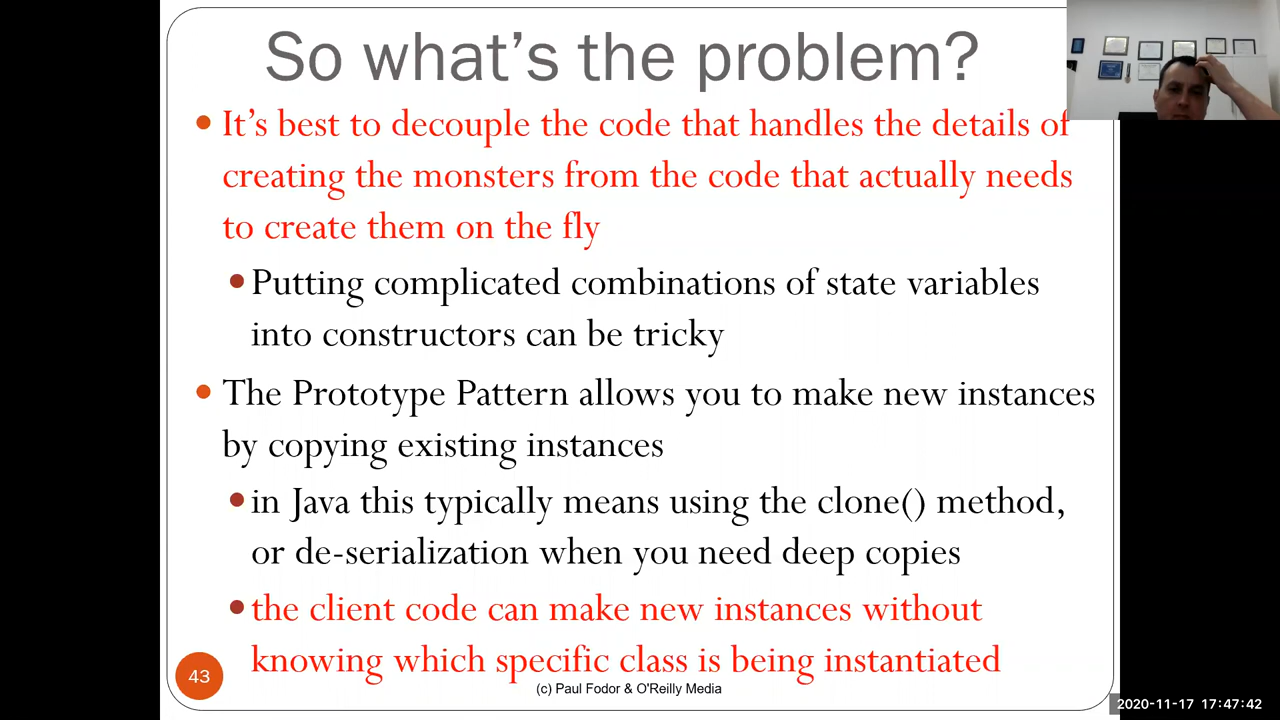 So what's the problem?
• It's best to decouple the code that handles the details of
creating the monsters from the code that actually needs
to create them on the fly
• Putting complicated combinations of state variables
into constructors can be tricky
• The Prototype Pattern allows you to make new instances
by copying existing instances
• in Java this typically means using the clone() method,
or de-serialization when you need deep copies
• the client code can make new instances without
knowing which specific class is being instantiated
43
(c) Paul Fodor & O'Reilly Media
2020-11-17 17:47:42